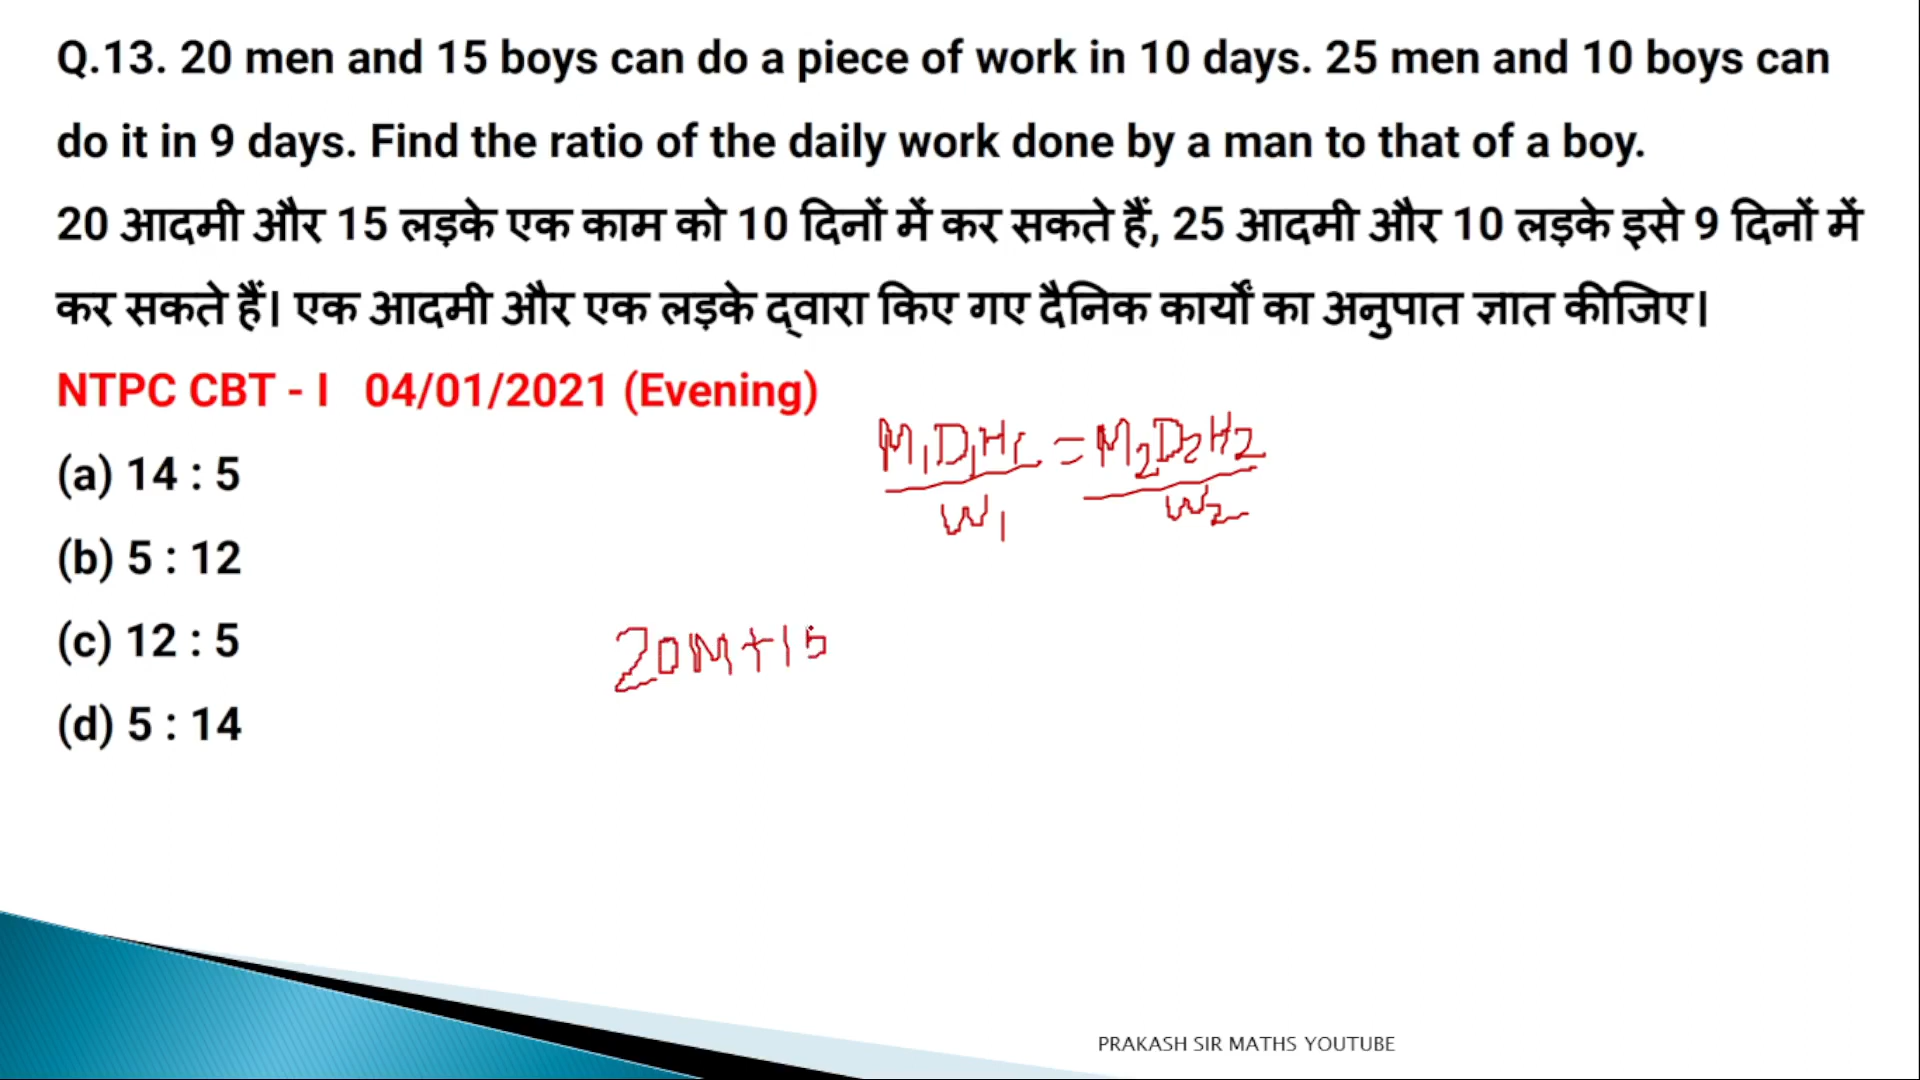 Q.13. 20 men and 15 boys can do a piece of work in 10 days. 25 men and 10 boys can
do it in 9 days. Find the ratio of the daily work done by a man to that of a boy.
20 आदमी और 15 लड़के एक काम को 10 दिनों में कर सकते हैं, 25 आदमी और 10 लड़के इसे 9 दिनों में
कर सकते हैं। एक आदमी और एक लड़के द्वारा किए गए दैनिक कार्यों का अनुपात ज्ञात कीजिए।
NTPC CBT - I 04/01/2021 (Evening)
M1D1H1 = M2D2H2
W1 W2
(a) 14 : 5
(b) 5 : 12
(c) 12 : 5
20M+15
(d) 5 : 14
PRAKASH SIR MATHS YOUTUBE